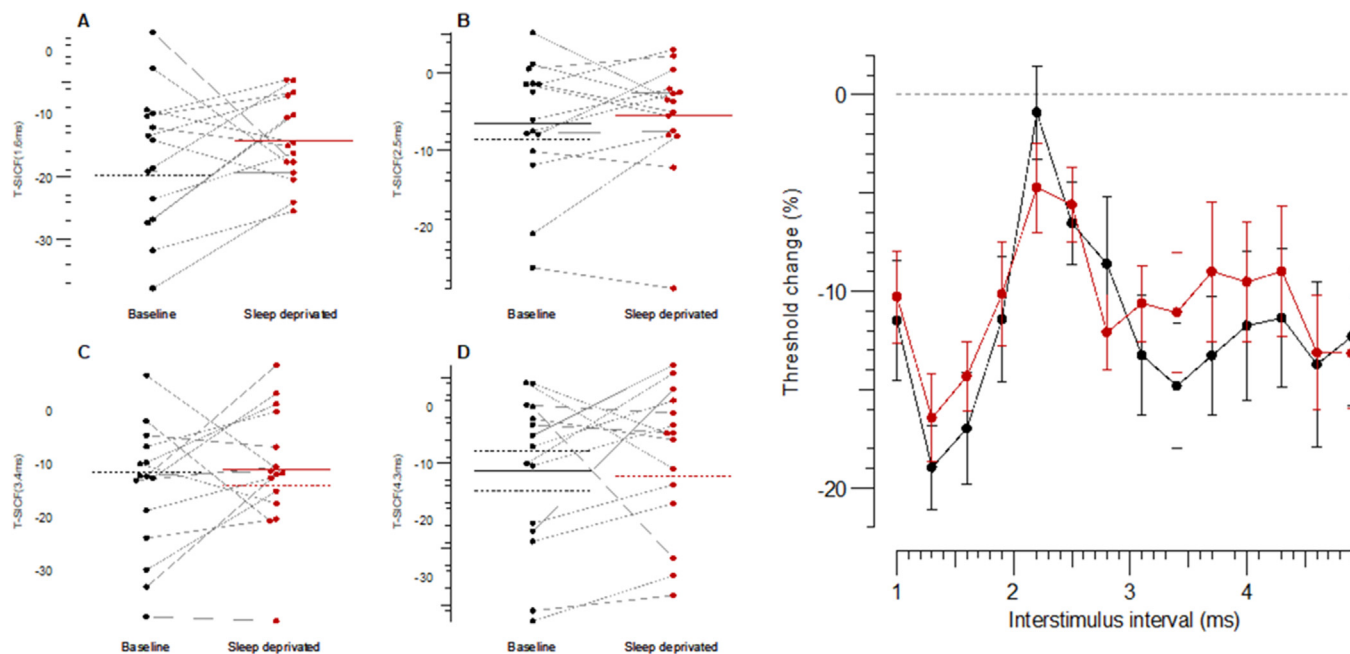 A
T-SICF(1.6ms)
0
-10
-20
-30
Baseline
Sleep deprivated
B
T-SICF(2.5ms)
0
-10
-20
Baseline
Sleep deprivated
C
T-SICF(3.4ms)
0
-10
-20
-30
Baseline
Sleep deprivated
D
T-SICF(4.3ms)
0
-10
-20
-30
Baseline
Sleep deprivated
Threshold change (%)
0
-10
-20
1 2 3 4
Interstimulus interval (ms)